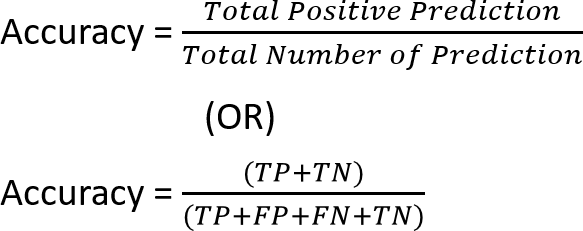 Accuracy = Total Positive Prediction / Total Number of Prediction
(OR)
Accuracy = (TP+TN) / (TP+FP+FN+TN)